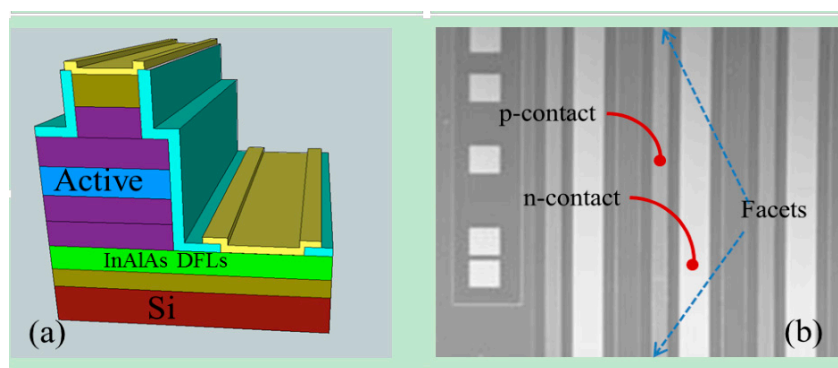 Active
InAlAs DFLs
Si
(a)
p-contact
n-contact
Facets
(b)